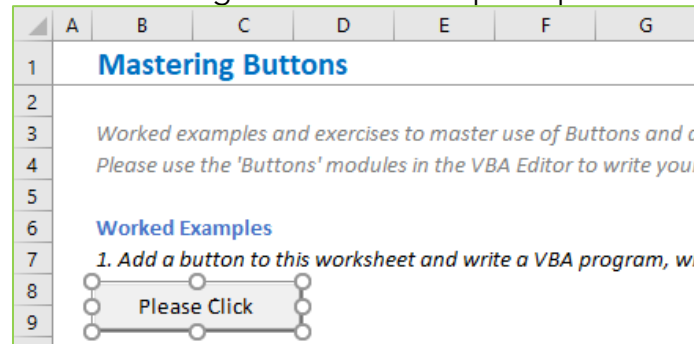 A B C D E F G
1 Mastering Buttons
2
3 Worked examples and exercises to master use of Buttons and
4 Please use the 'Buttons' modules in the VBA Editor to write
5
6 Worked Examples
7 1. Add a button to this worksheet and write a VBA program,
8 Please Click
9